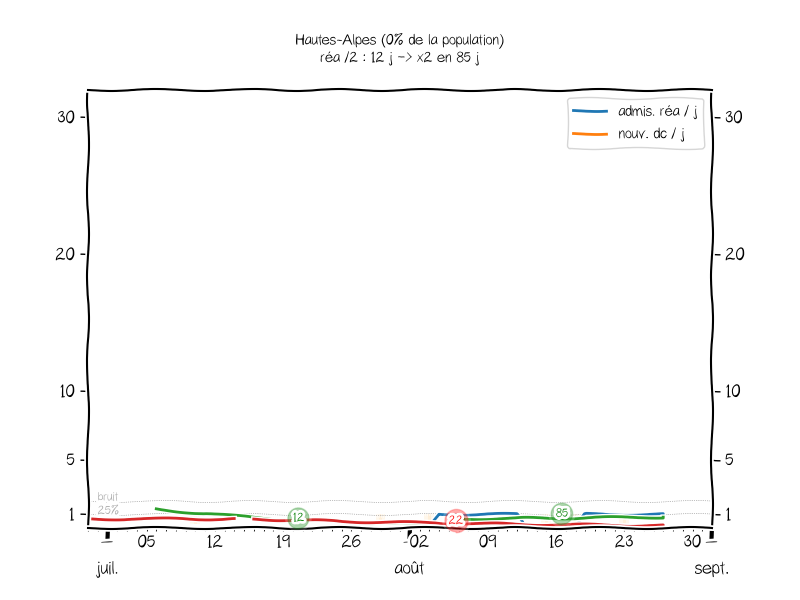 Hautes-Alpes (0% de la population)
réa /2 : 12 j -> x2 en 85 j
admis. réa / j
nouv. dc / j
30
30
20
20
10
10
5
5
bruit
25%
1
1
12
22
85
05
12
19
26
02
09
16
23
30
juil.
août
sept.